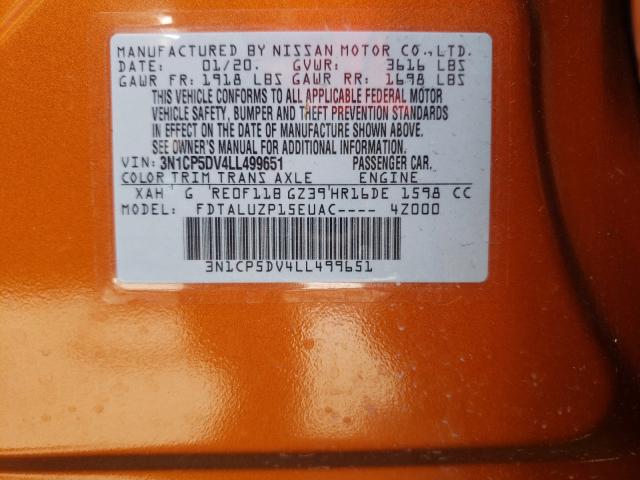 MANUFACTURED BY NISSAN MOTOR CO.,LTD.
DATE: 01/20. GVWR: 3616 LBS
GAWR FR: 1918 LBS GAWR RR: 1698 LBS
THIS VEHICLE CONFORMS TO ALL APPLICABLE FEDERAL MOTOR
VEHICLE SAFETY, BUMPER AND THEFT PREVENTION STANDARDS
IN EFFECT ON THE DATE OF MANUFACTURE SHOWN ABOVE.
SEE OWNER'S MANUAL FOR ADDITIONAL INFORMATION.
VIN: 3N1CP5DV4LL499651 PASSENGER CAR.
COLOR TRIM TRANS AXLE ENGINE
XAH G RE0F11B GZ39 HR16DE 1598 CC
MODEL: FDTALUZP15EUAC---- 4Z000
3N1CP5DV4LL499651